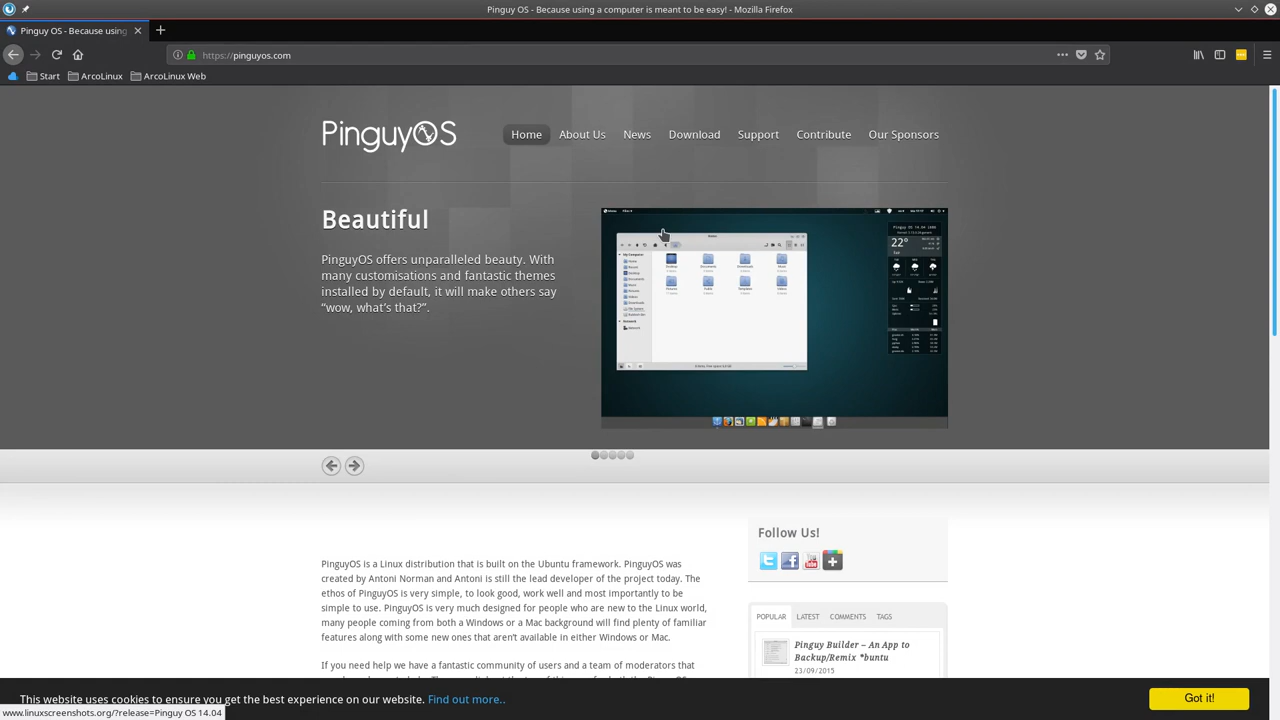 Pinguy OS - Because using a computer is meant to be easy! - Mozilla Firefox
Pinguy OS - Because using
https://pinguyos.com
Start
ArcoLinux
ArcoLinux Web
PinguyOS
Home
About Us
News
Download
Support
Contribute
Our Sponsors
Beautiful
PinguyOS offers unparalleled beauty. With
many customisations and fantastic themes
installed by default, it will make others say
“wow, what's that?”.
Pinguy OS 14.04
22°
Follow Us!
PinguyOS is a Linux distribution that is built on the Ubuntu framework. PinguyOS was
created by Antoni Norman and Antoni is still the lead developer of the project today. The
ethos of PinguyOS is very simple, to look good, work well and most importantly to be
simple to use. PinguyOS is very much designed for people who are new to the Linux world,
many people coming from both a Windows or a Mac background will find plenty of familiar
features along with some new ones that aren't available in either Windows or Mac.
If you need help we have a fantastic community of users and a team of moderators that
POPULAR
LATEST
COMMENTS
TAGS
Pinguy Builder – An App to
Backup/Remix *buntu
23/09/2015
This website uses cookies to ensure you get the best experience on our website. Find out more..
Got it!
www.linuxscreenshots.org/?release=Pinguy OS 14.04